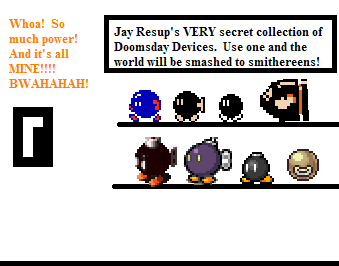 Whoa!  So
much power!
And it's all
MINE!!!!
BWAHAHAH!
Jay Resup's VERY secret collection of
Doomsday Devices.  Use one and the
world will be smashed to smithereens!